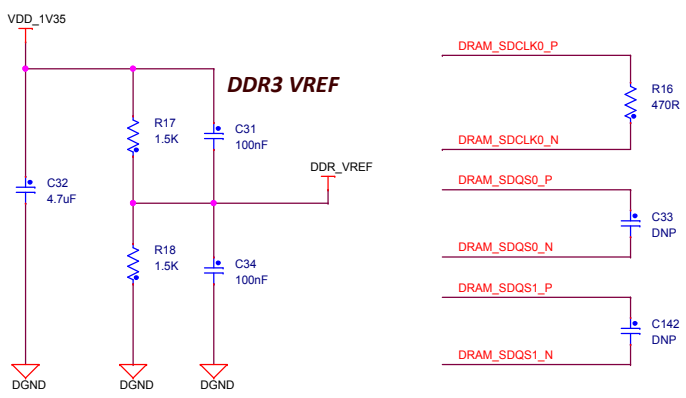 VDD_1V35
DDR3 VREF
R17
1.5K
C31
100nF
DDR_VREF
C32
4.7uF
R18
1.5K
C34
100nF
DGND
DGND
DGND
DRAM_SDCLK0_P
R16
470R
DRAM_SDCLK0_N
DRAM_SDQS0_P
C33
DNP
DRAM_SDQS0_N
DRAM_SDQS1_P
C142
DNP
DRAM_SDQS1_N